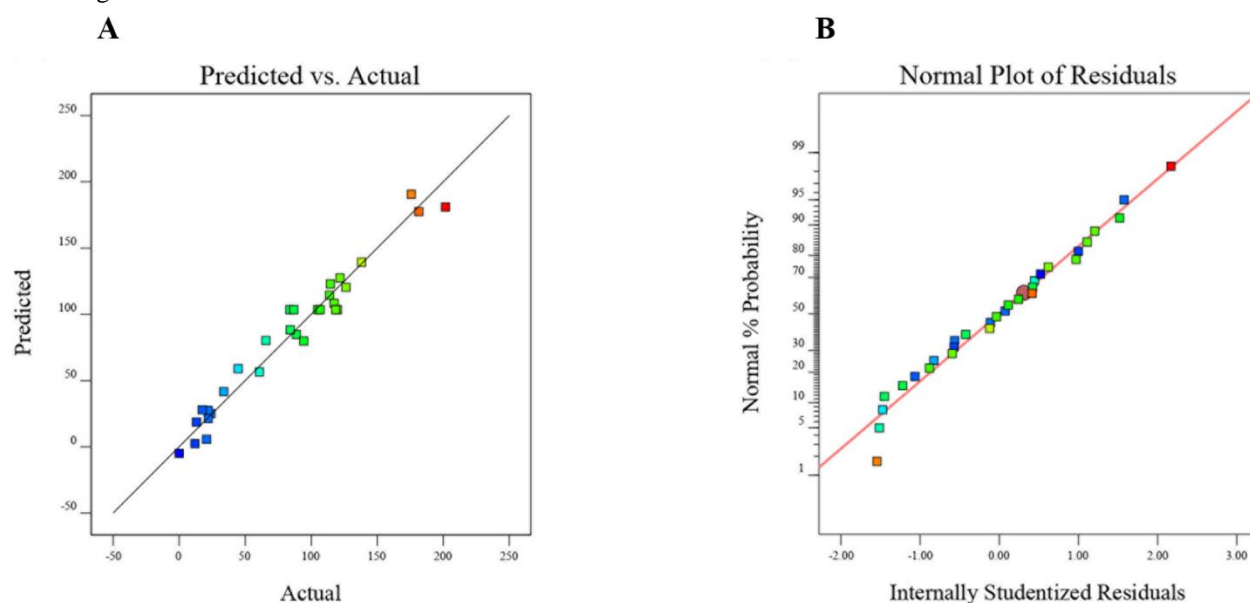 A
B
Predicted vs. Actual
Normal Plot of Residuals
250
200
150
100
50
0
-50
Predicted
-50 0 50 100 150 200 250
Actual
99
95
90
80
70
50
30
20
10
5
1
Normal % Probability
-2.00 -1.00 0.00 1.00 2.00 3.00
Internally Studentized Residuals